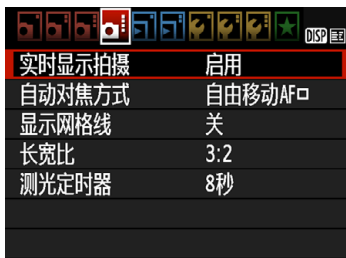 DISP
实时显示拍摄 启用
自动对焦方式 自由移动AF
显示网格线 关
长宽比 3:2
测光定时器 8秒